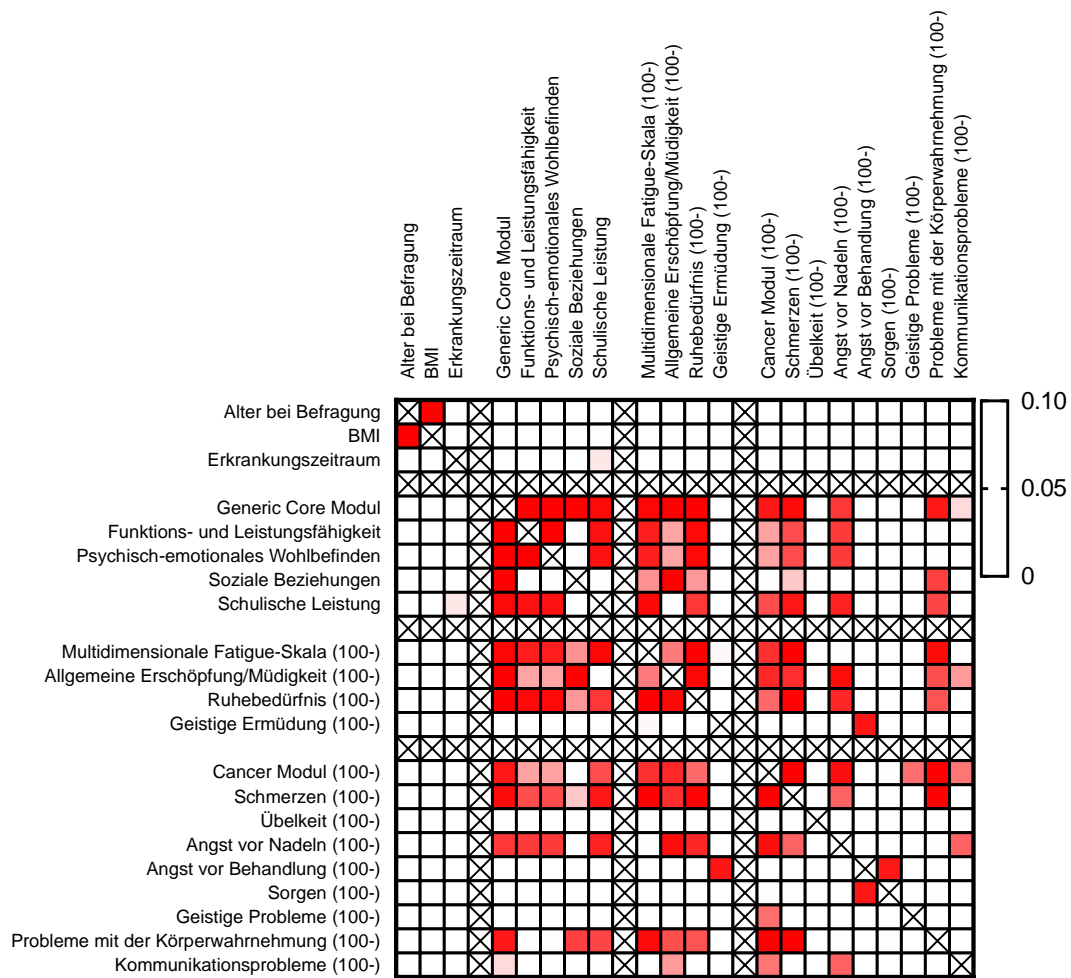 Alter bei Befragung
BMI
Erkrankungszeitraum
Generic Core Modul
Funktions- und Leistungsfähigkeit
Psychisch-emotionales Wohlbefinden
Soziale Beziehungen
Schulische Leistung
Multidimensionale Fatigue-Skala (100-)
Allgemeine Erschöpfung/Müdigkeit (100-)
Ruhebedürfnis (100-)
Geistige Ermüdung (100-)
Cancer Modul (100-)
Schmerzen (100-)
Übelkeit (100-)
Angst vor Nadeln (100-)
Angst vor Behandlung (100-)
Sorgen (100-)
Geistige Probleme (100-)
Probleme mit der Körperwahrnehmung (100-)
Kommunikationsprobleme (100-)
Alter bei Befragung
BMI
Erkrankungszeitraum
Generic Core Modul
Funktions- und Leistungsfähigkeit
Psychisch-emotionales Wohlbefinden
Soziale Beziehungen
Schulische Leistung
Multidimensionale Fatigue-Skala (100-)
Allgemeine Erschöpfung/Müdigkeit (100-)
Ruhebedürfnis (100-)
Geistige Ermüdung (100-)
Cancer Modul (100-)
Schmerzen (100-)
Übelkeit (100-)
Angst vor Nadeln (100-)
Angst vor Behandlung (100-)
Sorgen (100-)
Geistige Probleme (100-)
Probleme mit der Körperwahrnehmung (100-)
Kommunikationsprobleme (100-)
0.10
0.05
0